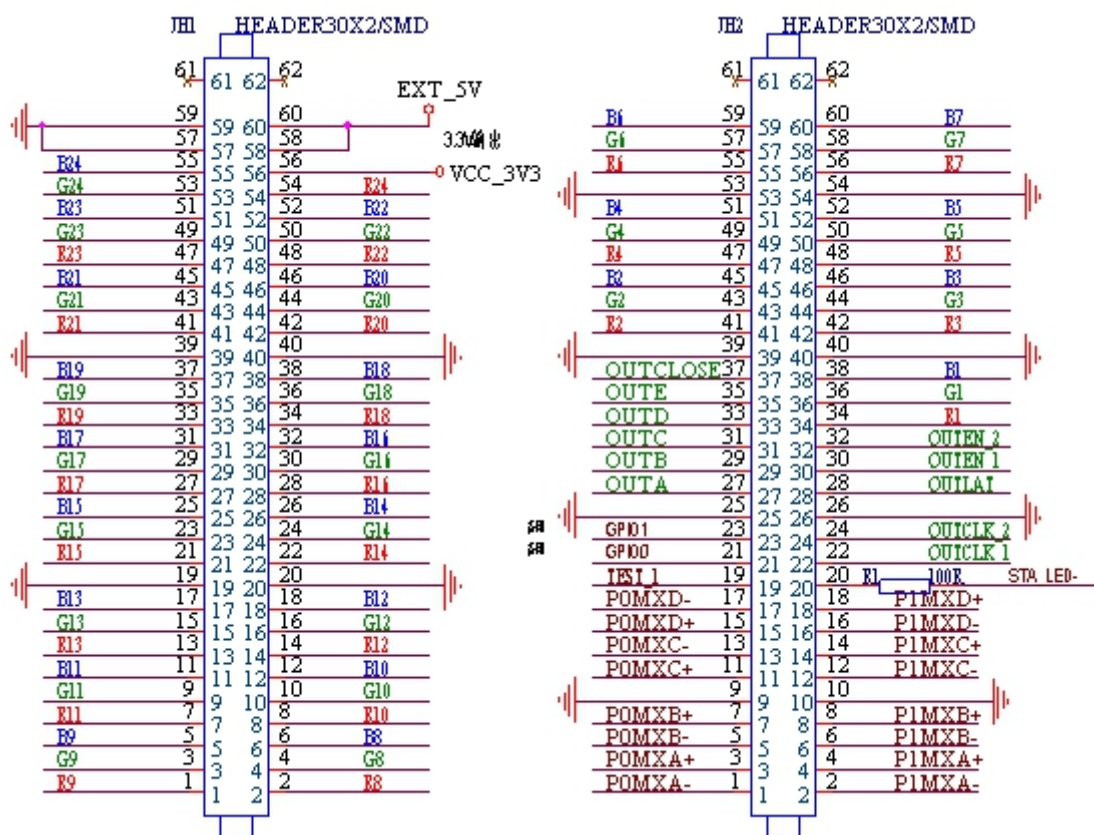 JH1 HEADER30X2/SMD JH2 HEADER30X2/SMD
61 61 62 62 61 61 62 62
EXT_5V
59 59 60 60 B6 59 59 60 60 B7
57 57 58 58 G6 57 57 58 58 G7
B24 55 55 56 56 VCC_3V3 R6 55 55 56 56 R7
G24 53 53 54 54 R24 53 53 54 54
B23 51 51 52 52 B22 B4 51 51 52 52 B5
G23 49 49 50 50 G22 G4 49 49 50 50 G5
R23 47 47 48 48 R22 R4 47 47 48 48 R5
B21 45 45 46 46 B20 B2 45 45 46 46 B3
G21 43 43 44 44 G20 G2 43 43 44 44 G3
R21 41 41 42 42 R20 R2 41 41 42 42 R3
39 39 40 40 39 39 40 40
B19 37 37 38 38 B18 OUTCLOSE 37 37 38 38 B1
G19 35 35 36 36 G18 OUTE 35 35 36 36 G1
R19 33 33 34 34 R18 OUTD 33 33 34 34 R1
B17 31 31 32 32 B16 OUTC 31 31 32 32 OUTEN_2
G17 29 29 30 30 G16 OUTB 29 29 30 30 OUTEN_1
R17 27 27 28 28 R16 OUTA 27 27 28 28 OUTLAT
B15 25 25 26 26 B14 25 25 26 26
G15 23 23 24 24 G14 GPIO1 23 23 24 24 OUTCLK_2
R15 21 21 22 22 R14 GPIO0 21 21 22 22 OUTCLK_1
19 19 20 20 TEST_1 19 19 20 20 R1 100R STA_LED-
B13 17 17 18 18 B12 P0MXD- 17 17 18 18 P1MXD+
G13 15 15 16 16 G12 P0MXD+ 15 15 16 16 P1MXD-
R13 13 13 14 14 R12 P0MXC- 13 13 14 14 P1MXC+
B11 11 11 12 12 B10 P0MXC+ 11 11 12 12 P1MXC-
G11 9 9 10 10 G10 9 9 10 10
R11 7 7 8 8 R10 P0MXB+ 7 7 8 8 P1MXB+
B9 5 5 6 6 B8 P0MXB- 5 5 6 6 P1MXB-
G9 3 3 4 4 G8 P0MXA+ 3 3 4 4 P1MXA+
R9 1 1 2 2 R8 P0MXA- 1 1 2 2 P1MXA-